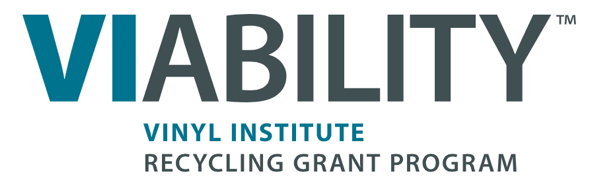 VIABILITY™
VINYL INSTITUTE
RECYCLING GRANT PROGRAM